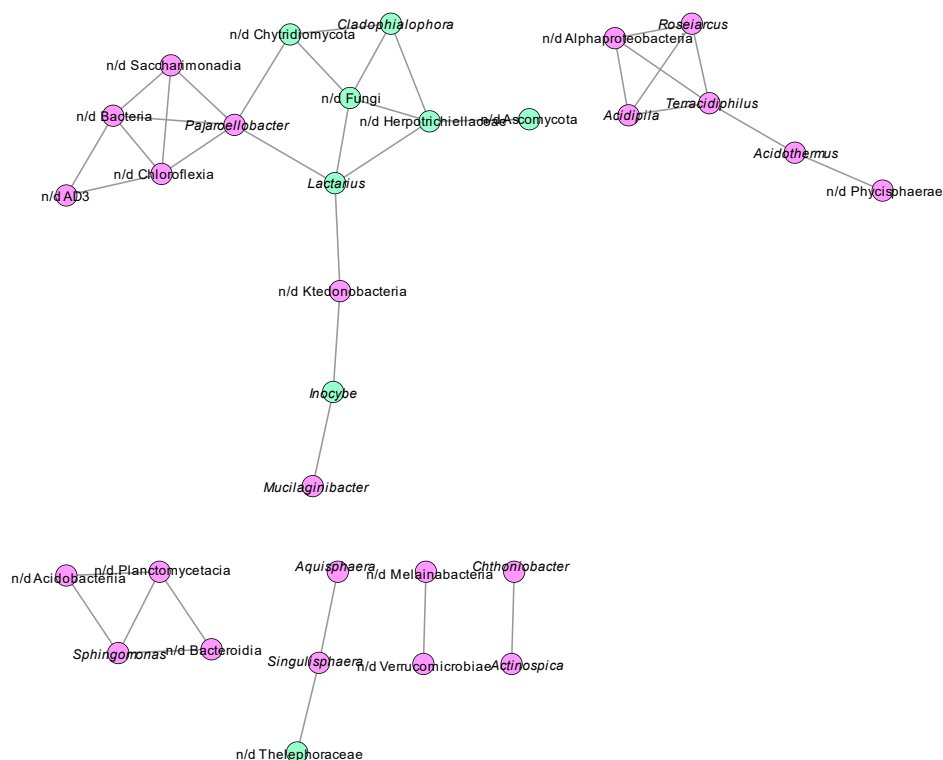 Cladophialophora
Roseiarcus
n/d Chytridiomycota
n/d Alphaproteobacteria
n/d Saccharimonadia
n/d Fungi
Terracidiphilus
n/d Bacteria
Pajaroellobacter
n/d Herpotrichiellaceae
n/d Ascomycota
Acidipila
Acidothermus
n/d Chloroflexia
Lactarius
n/d AD3
n/d Phycisphaerae
n/d Ktedonobacteria
Inocybe
Mucilaginibacter
n/d Acidobacteriia
n/d Planctomycetacia
Aquisphaera
n/d Melainabacteria
Chthoniobacter
Sphingomonas
n/d Bacteroidia
Singulisphaera
n/d Verrucomicrobiae
Actinospica
n/d Thelephoraceae